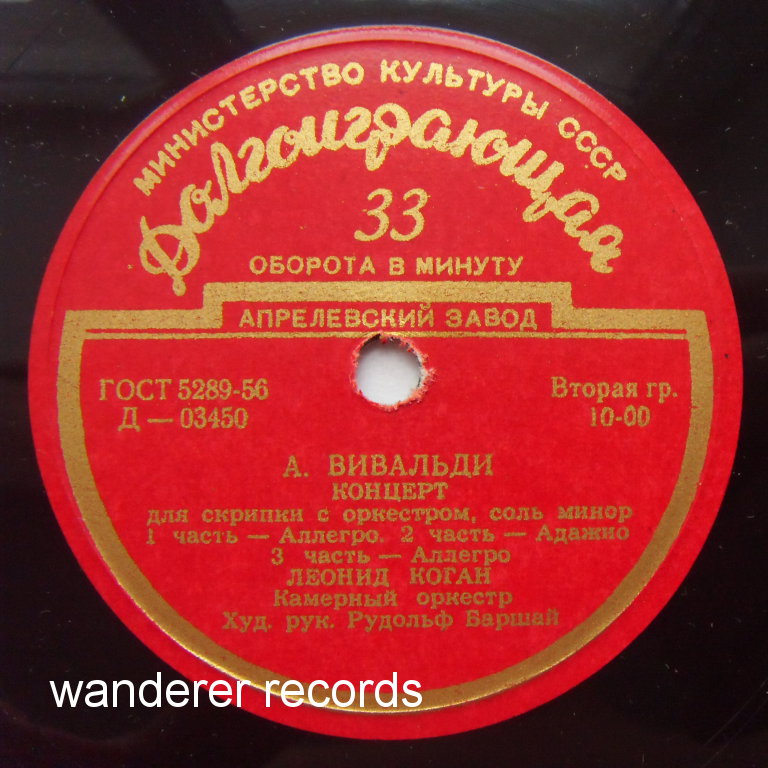 МИНИСТЕРСТВО КУЛЬТУРЫ СССР
Долгоиграющая
33
ОБОРОТА В МИНУТУ
АПРЕЛЕВСКИЙ ЗАВОД
ГОСТ 5289-56
Д — 03450
Вторая гр.
10-00
А. ВИВАЛЬДИ
КОНЦЕРТ
для скрипки с оркестром, соль минор
1 часть — Аллегро. 2 часть — Адажио
3 часть — Аллегро
ЛЕОНИД КОГАН
Камерный оркестр
Худ. рук. Рудольф Баршай
wanderer records